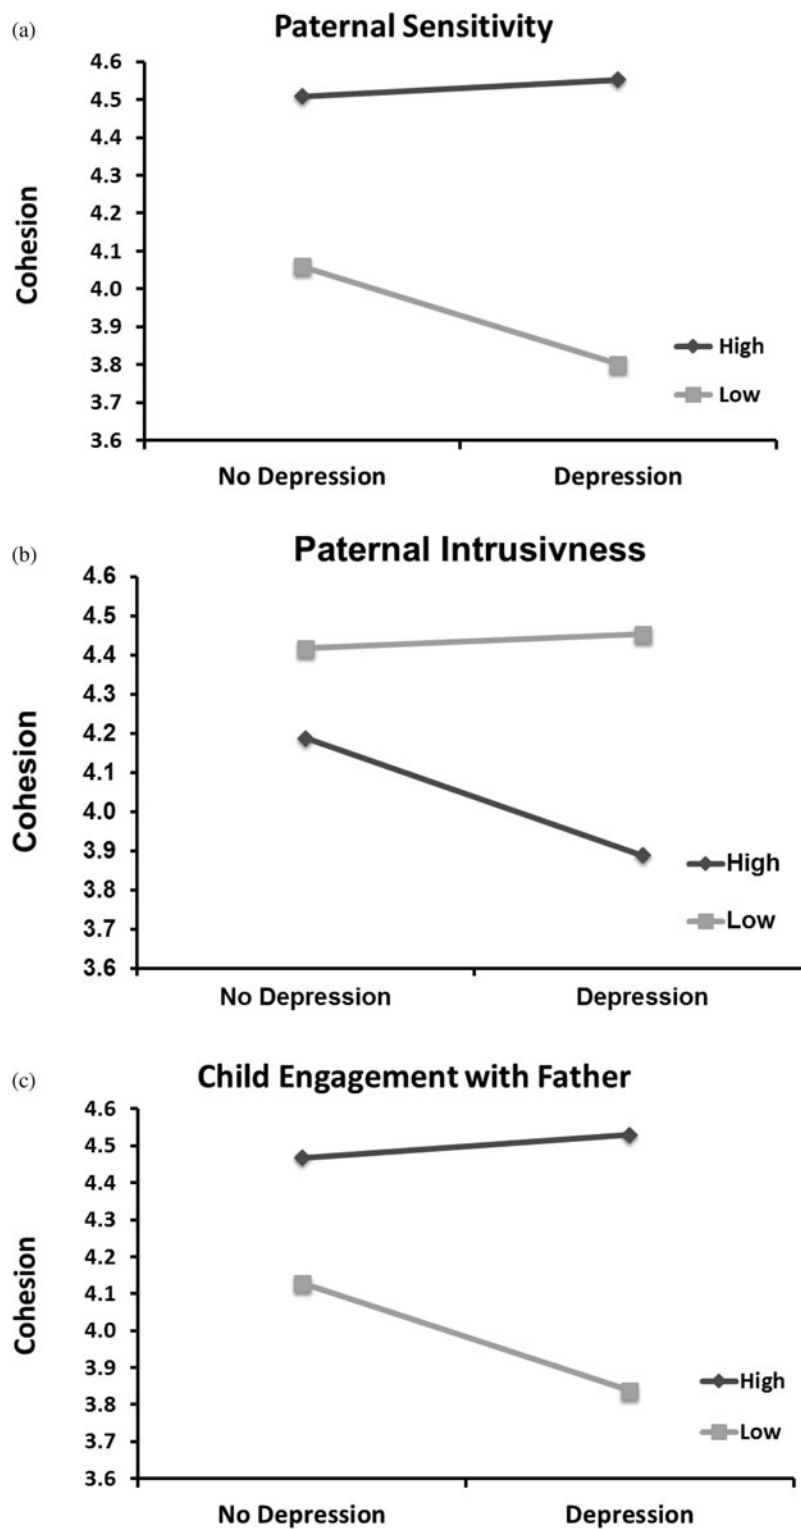 (a)
Paternal Sensitivity
4.6
4.5
4.4
4.3
4.2
4.1
4.0
3.9
3.8
3.7
3.6
Cohesion
High
Low
No Depression Depression
(b)
Paternal Intrusivness
4.6
4.5
4.4
4.3
4.2
4.1
4.0
3.9
3.8
3.7
3.6
Cohesion
High
Low
No Depression Depression
(c)
Child Engagement with Father
4.6
4.5
4.4
4.3
4.2
4.1
4.0
3.9
3.8
3.7
3.6
Cohesion
High
Low
No Depression Depression